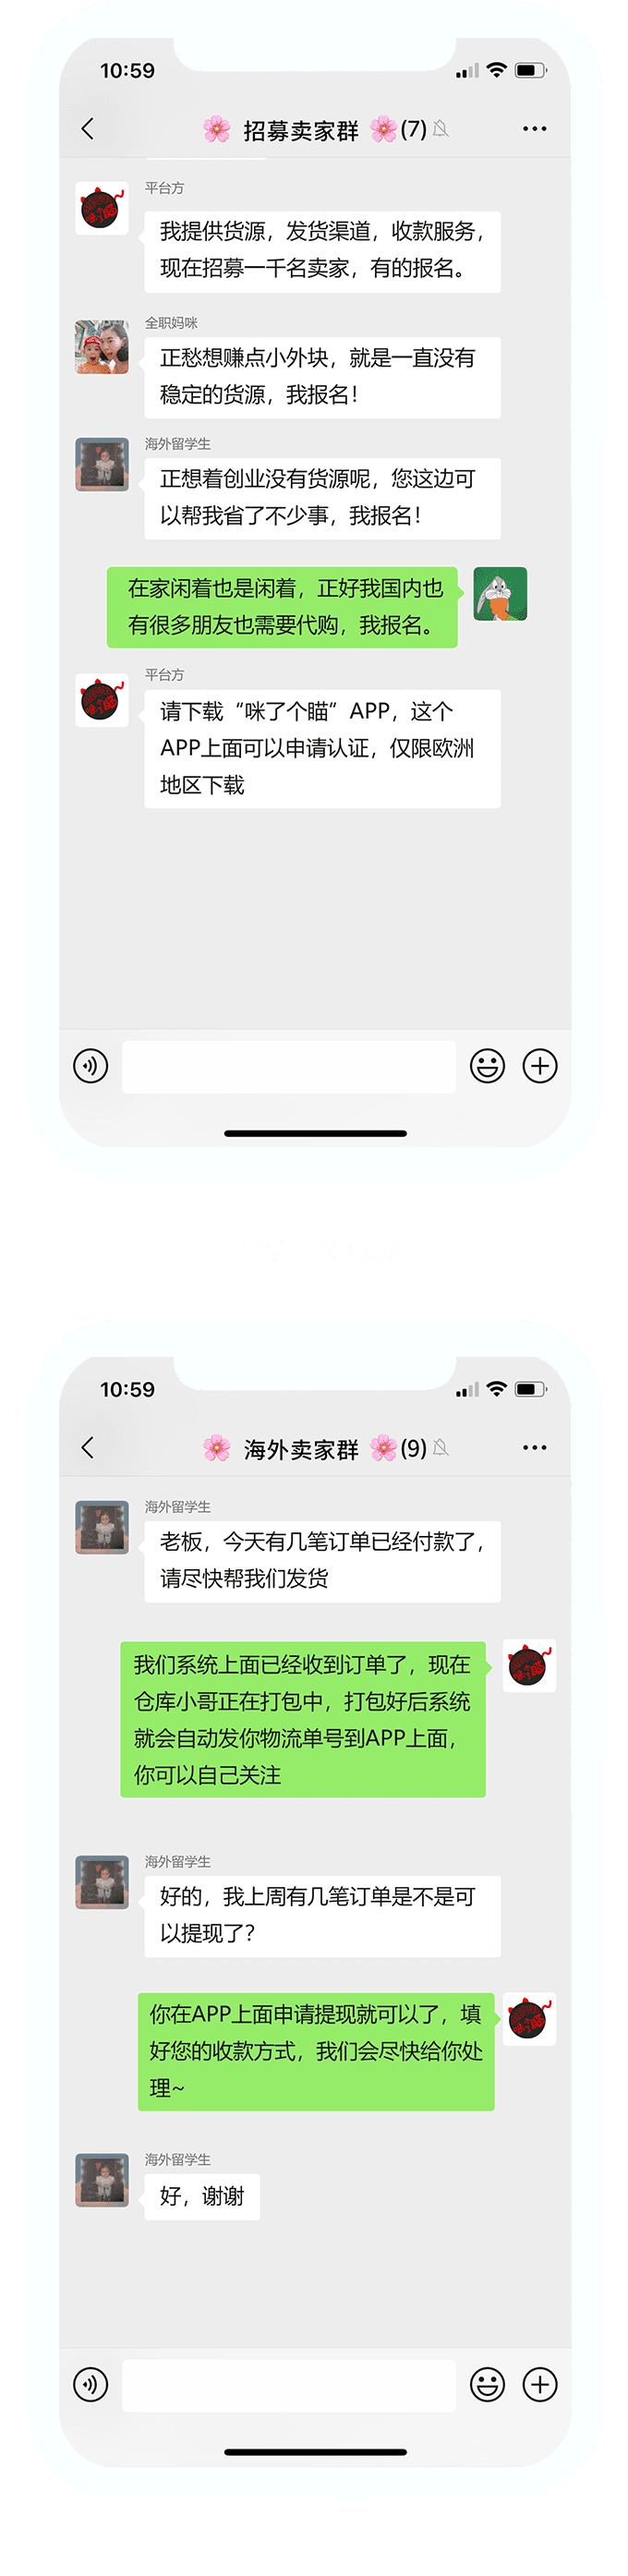 10:59
招募卖家群
(7)
平台方
我提供货源，发货渠道，收款服务，
现在招募一千名卖家，有的报名。
全职妈咪
正愁想赚点小外块，就是一直没有
稳定的货源，我报名！
海外留学生
正想着创业没有货源呢，您这边可
以帮我省了不少事，我报名！
在家闲着也是闲着，正好我国内也
有很多朋友也需要代购，我报名。
平台方
请下载“咪了个瞄”APP，这个
APP上面可以申请认证，仅限欧洲
地区下载
10:59
海外卖家群
(9)
海外留学生
老板，今天有几笔订单已经付款了，
请尽快帮我们发货
我们系统上面已经收到订单了，现在
仓库小哥正在打包中，打包好后系统
就会自动发你物流单号到APP上面，
你可以自己关注
海外留学生
好的，我上周有几笔订单是不是可
以提现了？
你在APP上面申请提现就可以了，填
好您的收款方式，我们会尽快给你处
理~
海外留学生
好，谢谢